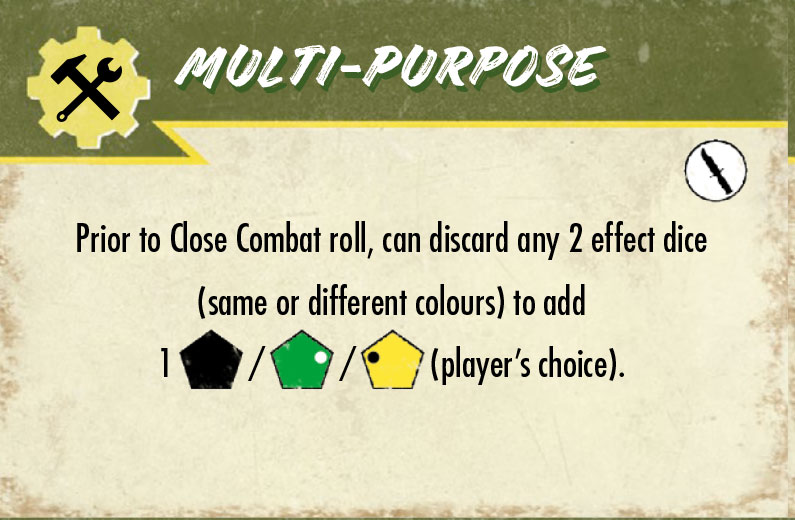 MULTI-PURPOSE
Prior to Close Combat roll, can discard any 2 effect dice
(same or different colours) to add
1 / / (player's choice).